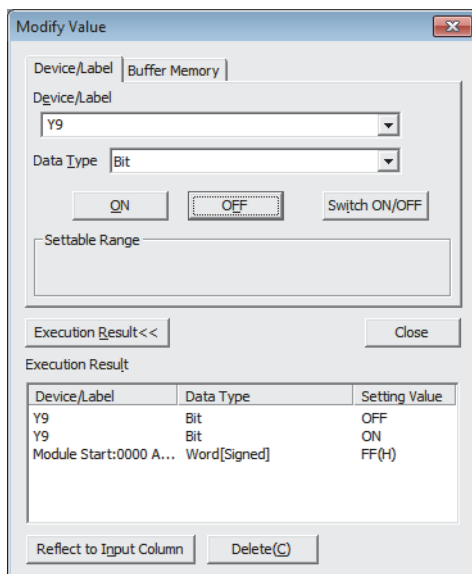 Modify Value
Device/Label Buffer Memory
Device/Label
Y9
Data Type Bit
ON OFF Switch ON/OFF
Settable Range
Execution Result<< Close
Execution Result
Device/Label Data Type Setting Value
Y9 Bit OFF
Y9 Bit ON
Module Start:0000 A... Word[Signed] FF(H)
Reflect to Input Column Delete(C)